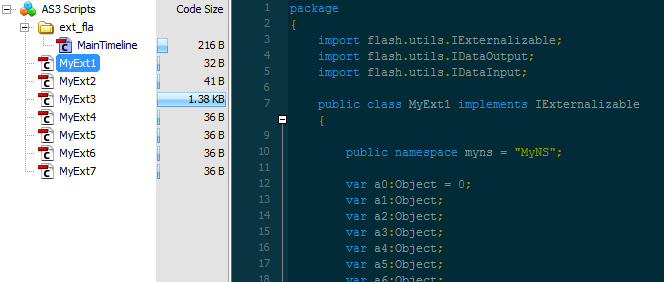 AS3 Scripts Code Size
ext_fla
MainTimeline 216 B
MyExt1 32 B
MyExt2 41 B
MyExt3 1.38 KB
MyExt4 36 B
MyExt5 36 B
MyExt6 36 B
MyExt7 36 B
1 package
2 {
3 import flash.utils.IExternalizable;
4 import flash.utils.IDataOutput;
5 import flash.utils.IDataInput;
6
7 public class MyExt1 implements IExternalizable
8 {
9
10 public namespace myns = "MyNS";
11
12 var a0:Object = 0;
13 var a1:Object;
14 var a2:Object;
15 var a3:Object;
16 var a4:Object;
17 var a5:Object;
18 var a6:Object;